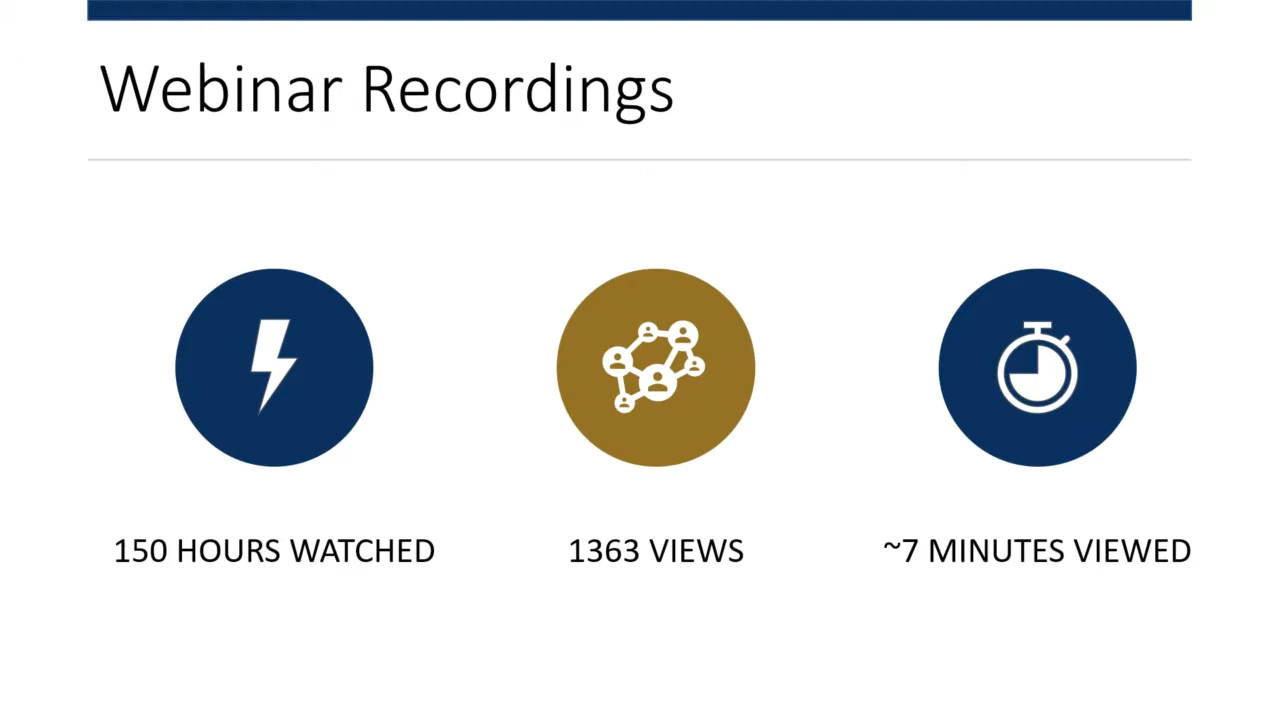 Webinar Recordings
150 HOURS WATCHED
1363 VIEWS
~7 MINUTES VIEWED